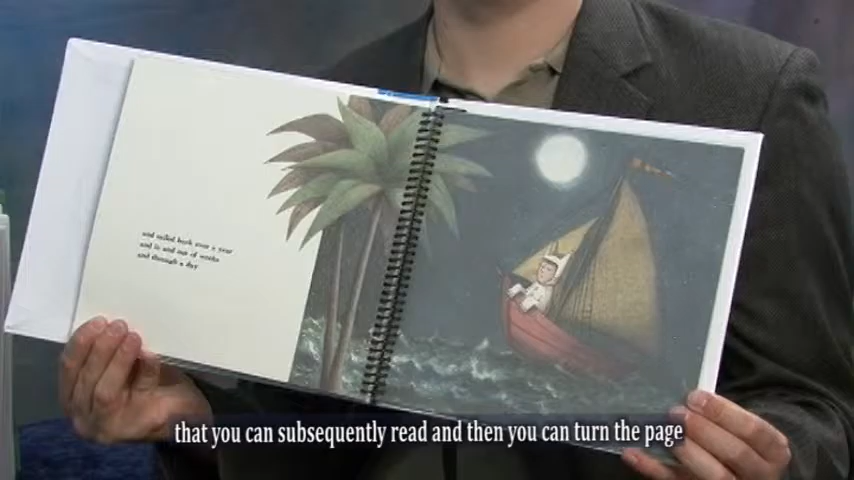 and sailed back over a year
and in and out of weeks
and through a day
that you can subsequently read and then you can turn the page